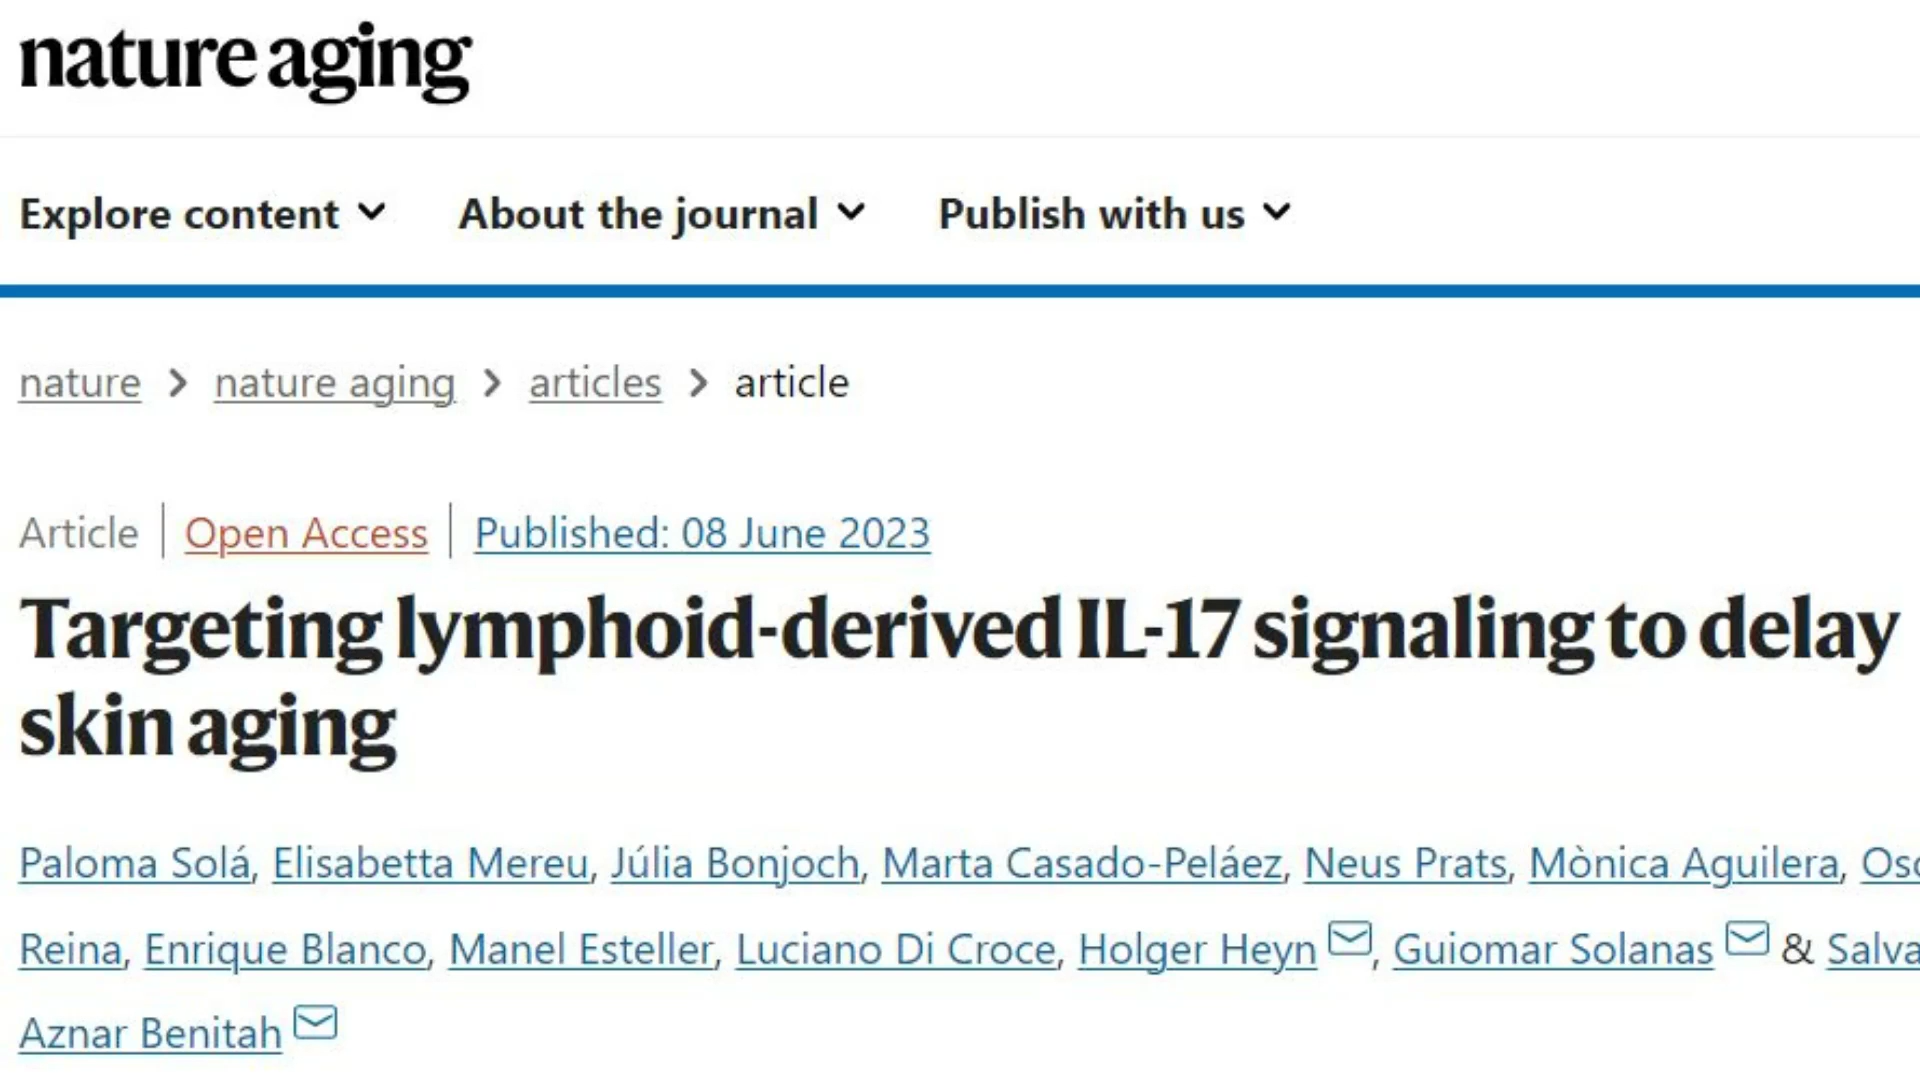 nature aging
Explore content About the journal Publish with us
nature > nature aging > articles > article
Article | Open Access | Published: 08 June 2023
Targeting lymphoid-derived IL-17 signaling to delay
skin aging
Paloma Solá, Elisabetta Mereu, Júlia Bonjoch, Marta Casado-Peláez, Neus Prats, Mònica Aguilera,
Reina, Enrique Blanco, Manel Esteller, Luciano Di Croce, Holger Heyn, Guiomar Solanas &
Aznar Benitah